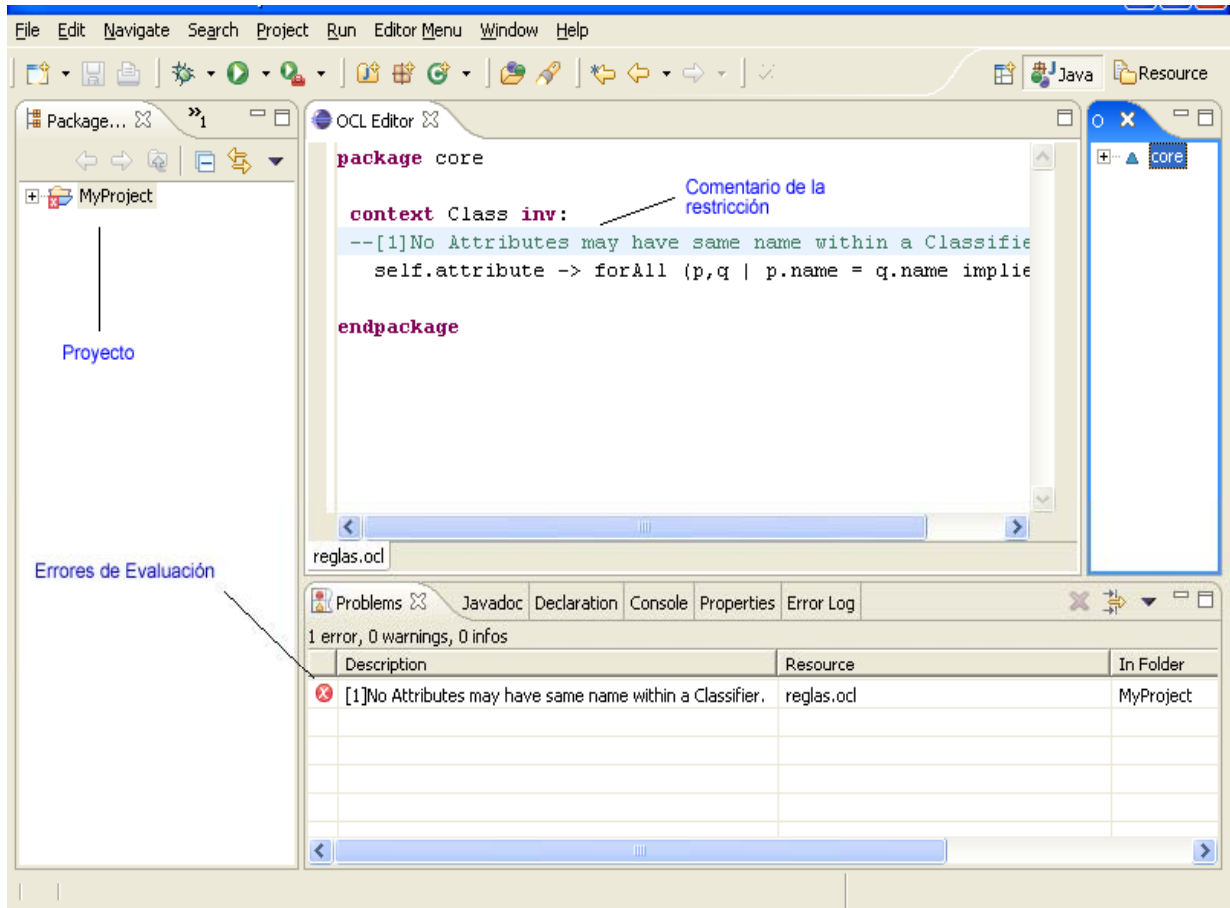 File Edit Navigate Search Project Run Editor Menu Window Help
Java Resource
Package... »1
OCL Editor
O
MyProject
core
package core
Comentario de la
restricción
context Class inv:
--[1]No Attributes may have same name within a Classifie
self.attribute -> forAll (p,q | p.name = q.name implie
endpackage
Proyecto
reglas.ocl
Errores de Evaluación
Problems Javadoc Declaration Console Properties Error Log
1 error, 0 warnings, 0 infos
Description Resource In Folder
[1]No Attributes may have same name within a Classifier. reglas.ocl MyProject